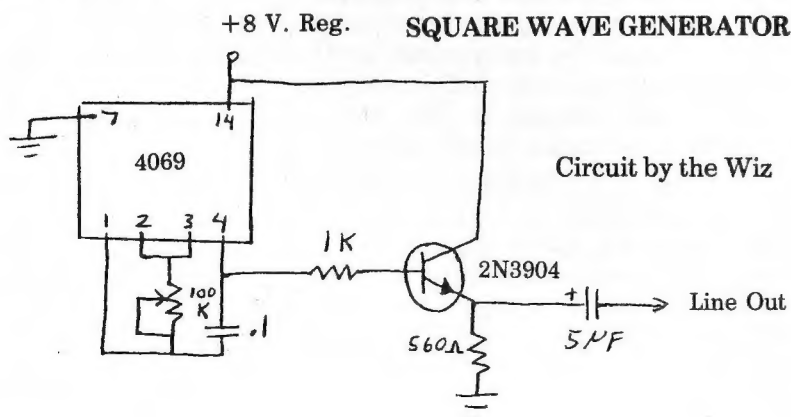 +8 V. Reg.
SQUARE WAVE GENERATOR
7
14
4069
Circuit by the Wiz
1 2 3 4
1K
2N3904
100
K
.1
+
Line Out
560Ω
5µF